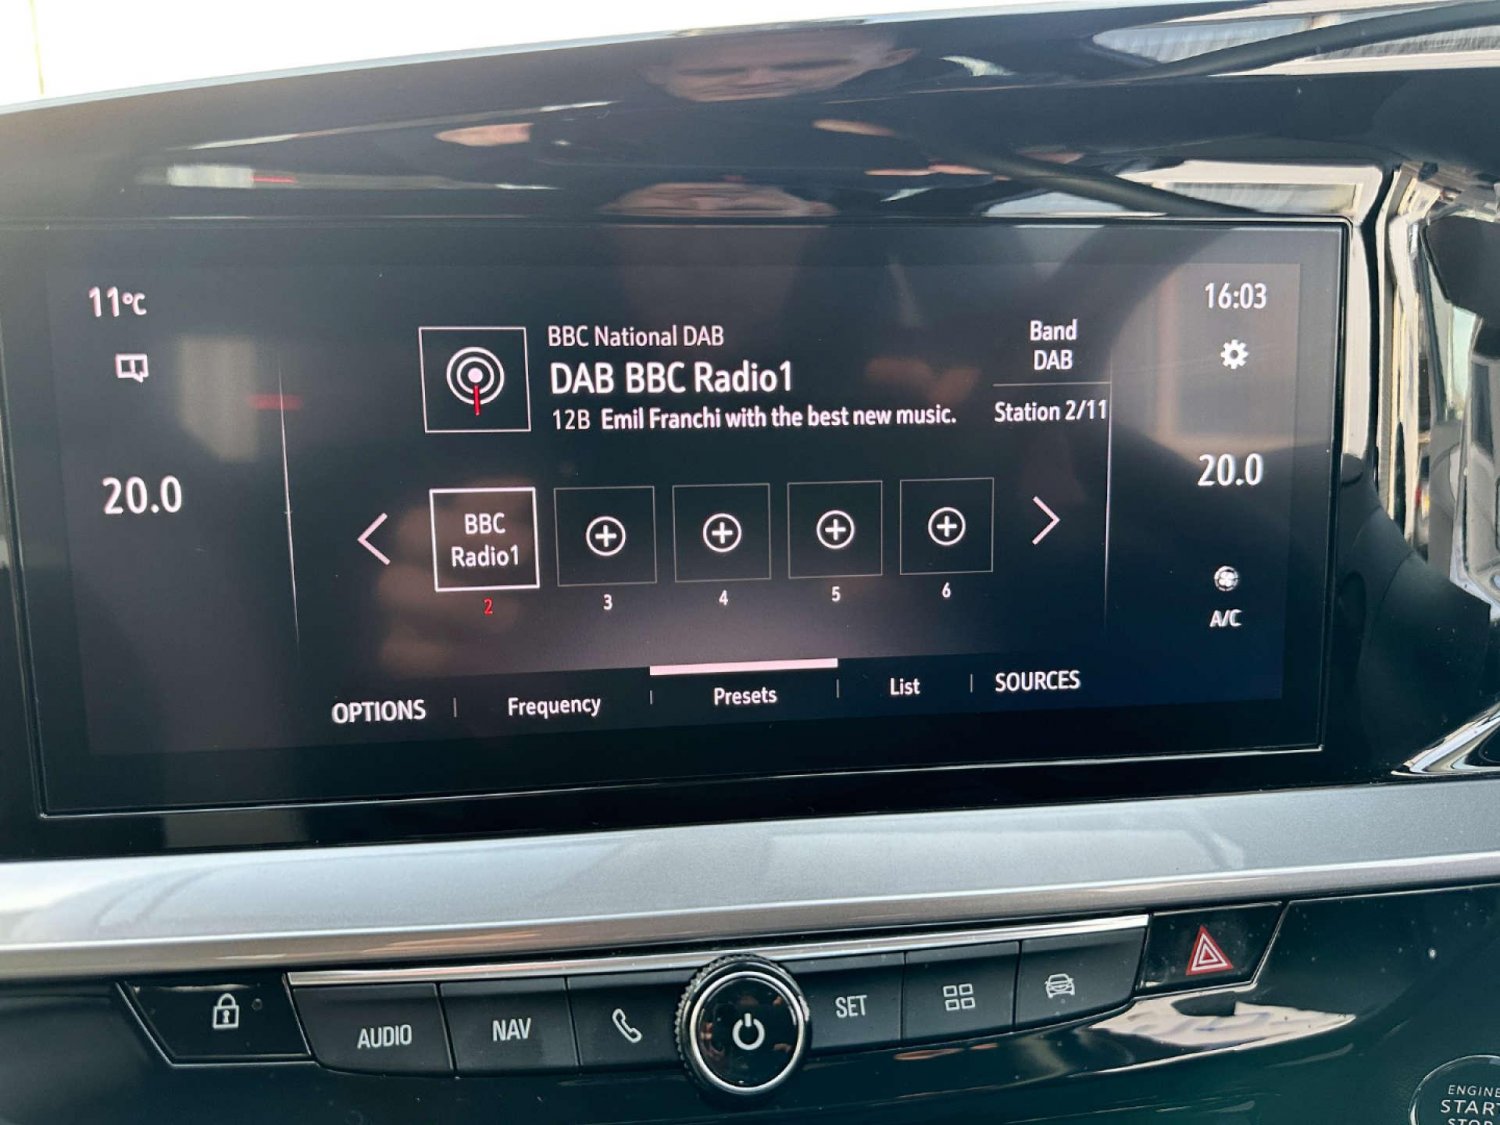 11°C
16:03
BBC National DAB
DAB BBC Radio1
12B Emil Franchi with the best new music.
Band
DAB
Station 2/11
20.0
20.0
BBC
Radio1
2
3
4
5
6
A/C
OPTIONS
Frequency
Presets
List
SOURCES
AUDIO
NAV
SET
ENGINE
START
STOP